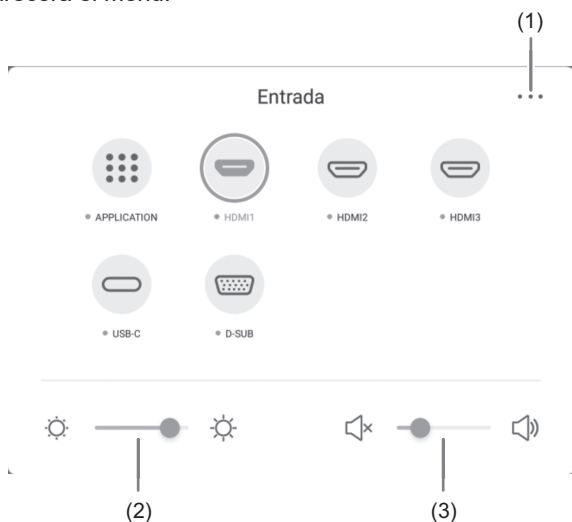 (1)
Entrada
APPLICATION
HDMI1
HDMI2
HDMI3
USB-C
D-SUB
(2)
(3)